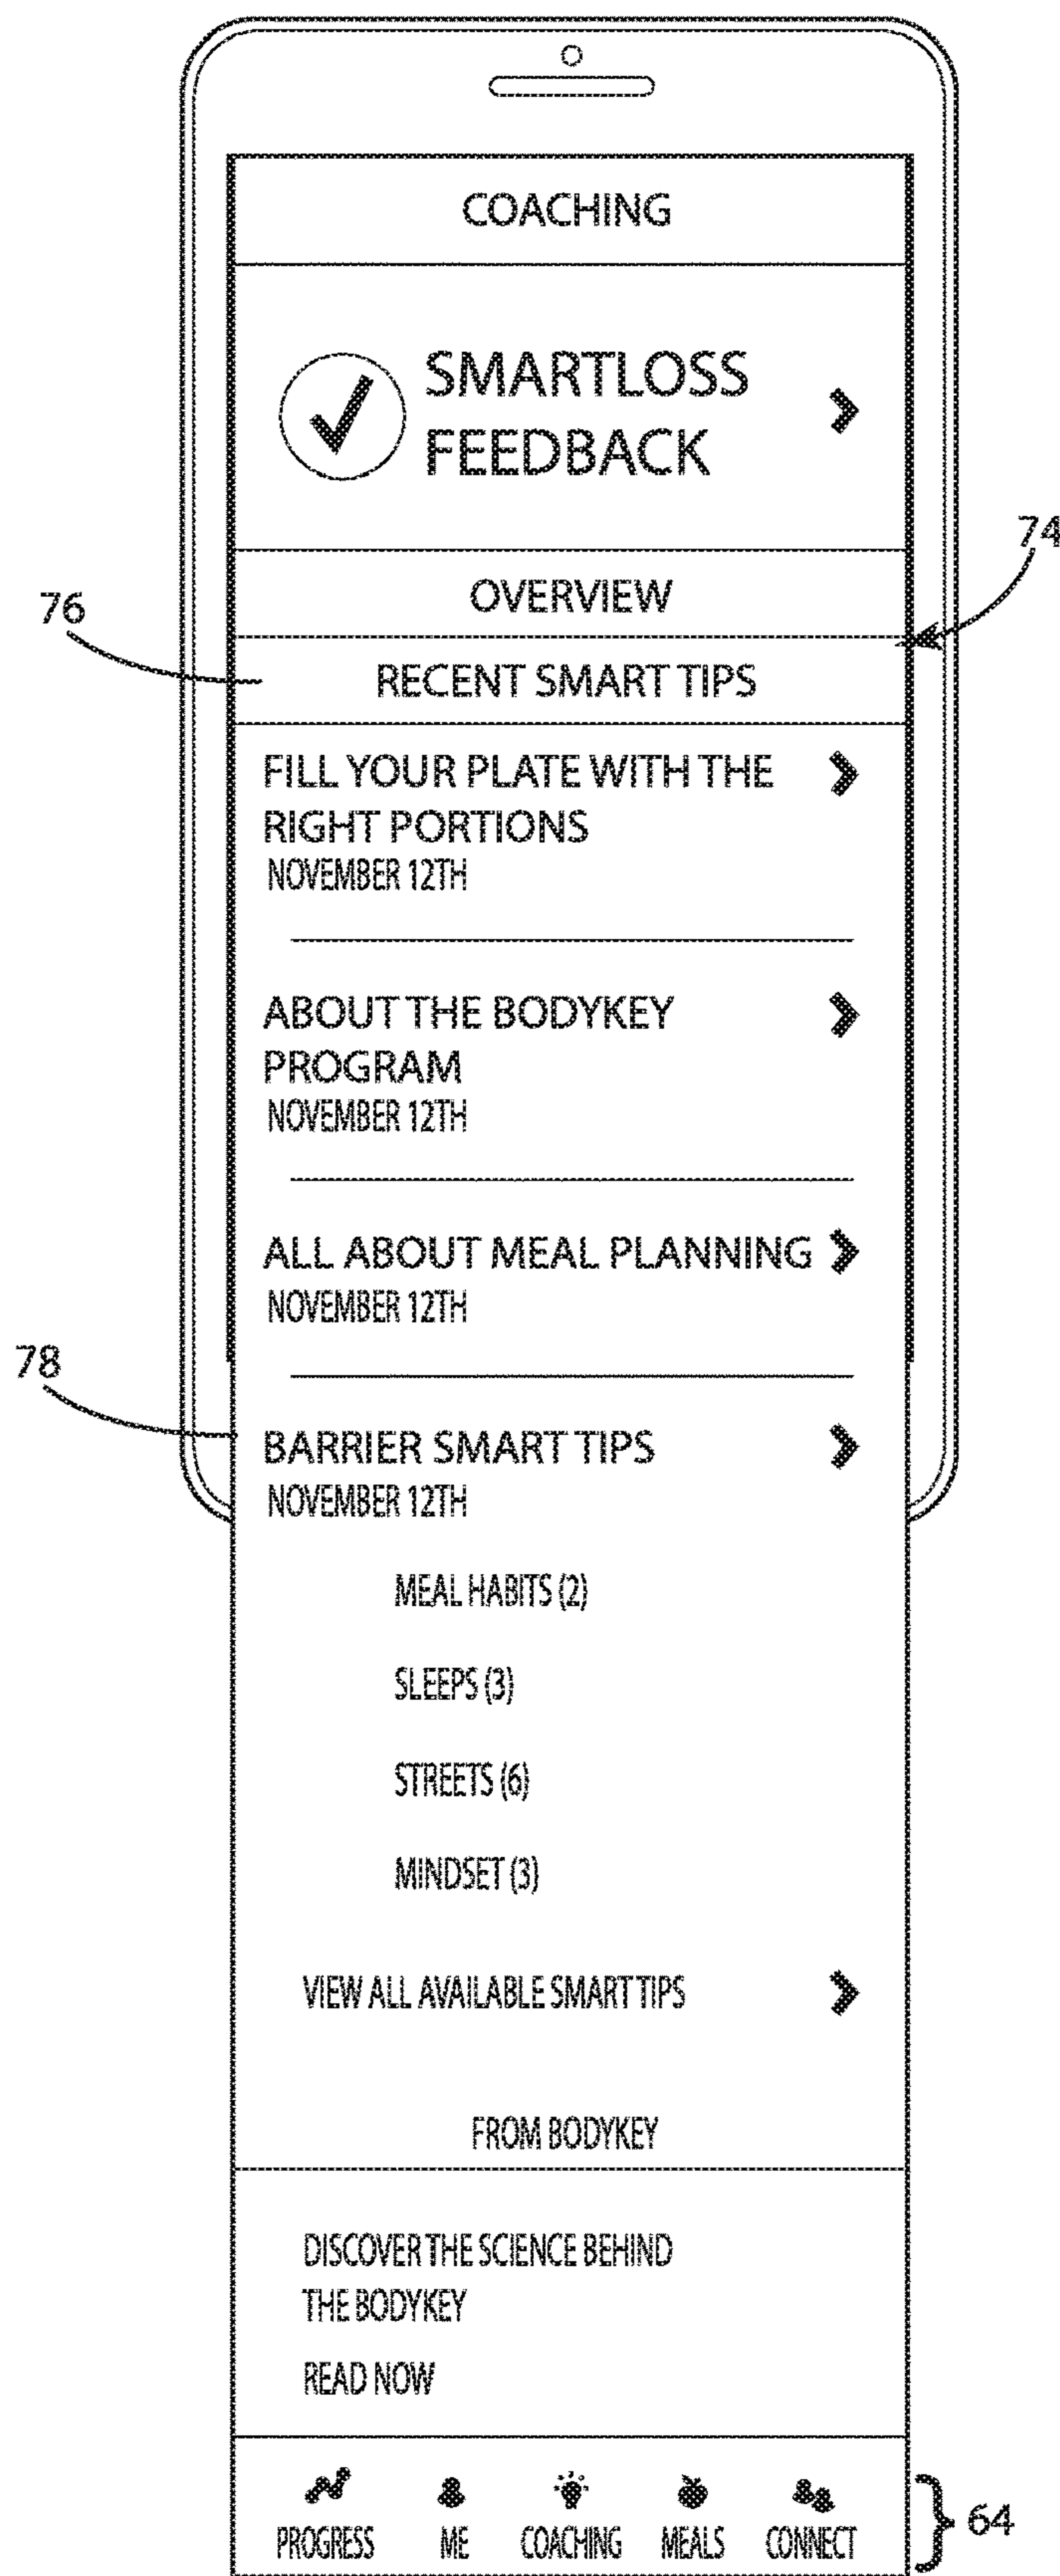 COACHING
SMARTLOSS
FEEDBACK
74
OVERVIEW
76
RECENT SMART TIPS
FILL YOUR PLATE WITH THE
RIGHT PORTIONS
NOVEMBER 12TH
ABOUT THE BODYKEY
PROGRAM
NOVEMBER 12TH
ALL ABOUT MEAL PLANNING
NOVEMBER 12TH
78
BARRIER SMART TIPS
NOVEMBER 12TH
MEAL HABITS (2)
SLEEPS (3)
STREETS (6)
MINDSET (3)
VIEW ALL AVAILABLE SMART TIPS
FROM BODYKEY
DISCOVER THE SCIENCE BEHIND
THE BODYKEY
READ NOW
PROGRESS ME COACHING MEALS CONNECT
64